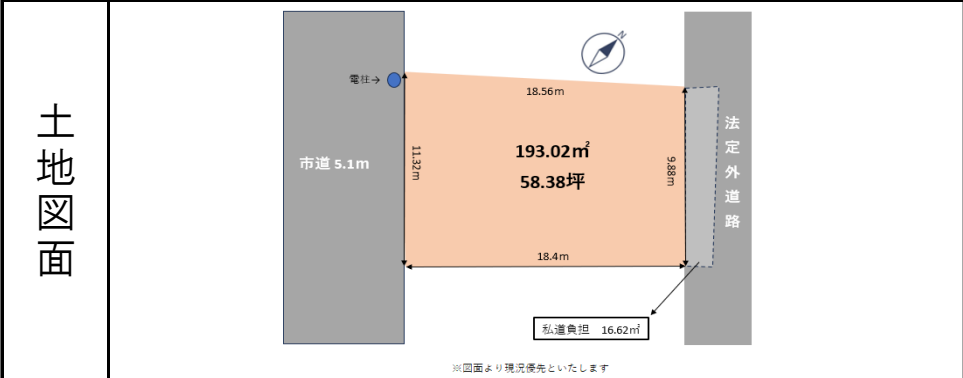 土地図面
N
電柱→
18.56m
市道 5.1m
11.32m
193.02㎡
58.38坪
9.88m
法定外道路
18.4m
私道負担　16.62㎡
※図面より現況優先といたします